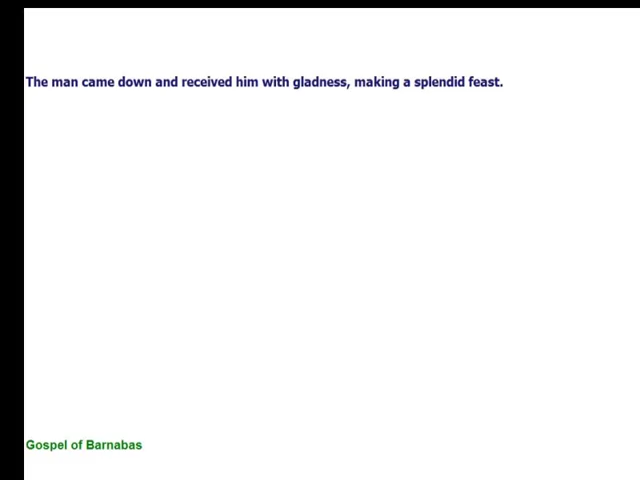 The man came down and received him with gladness, making a splendid feast.
Gospel of Barnabas